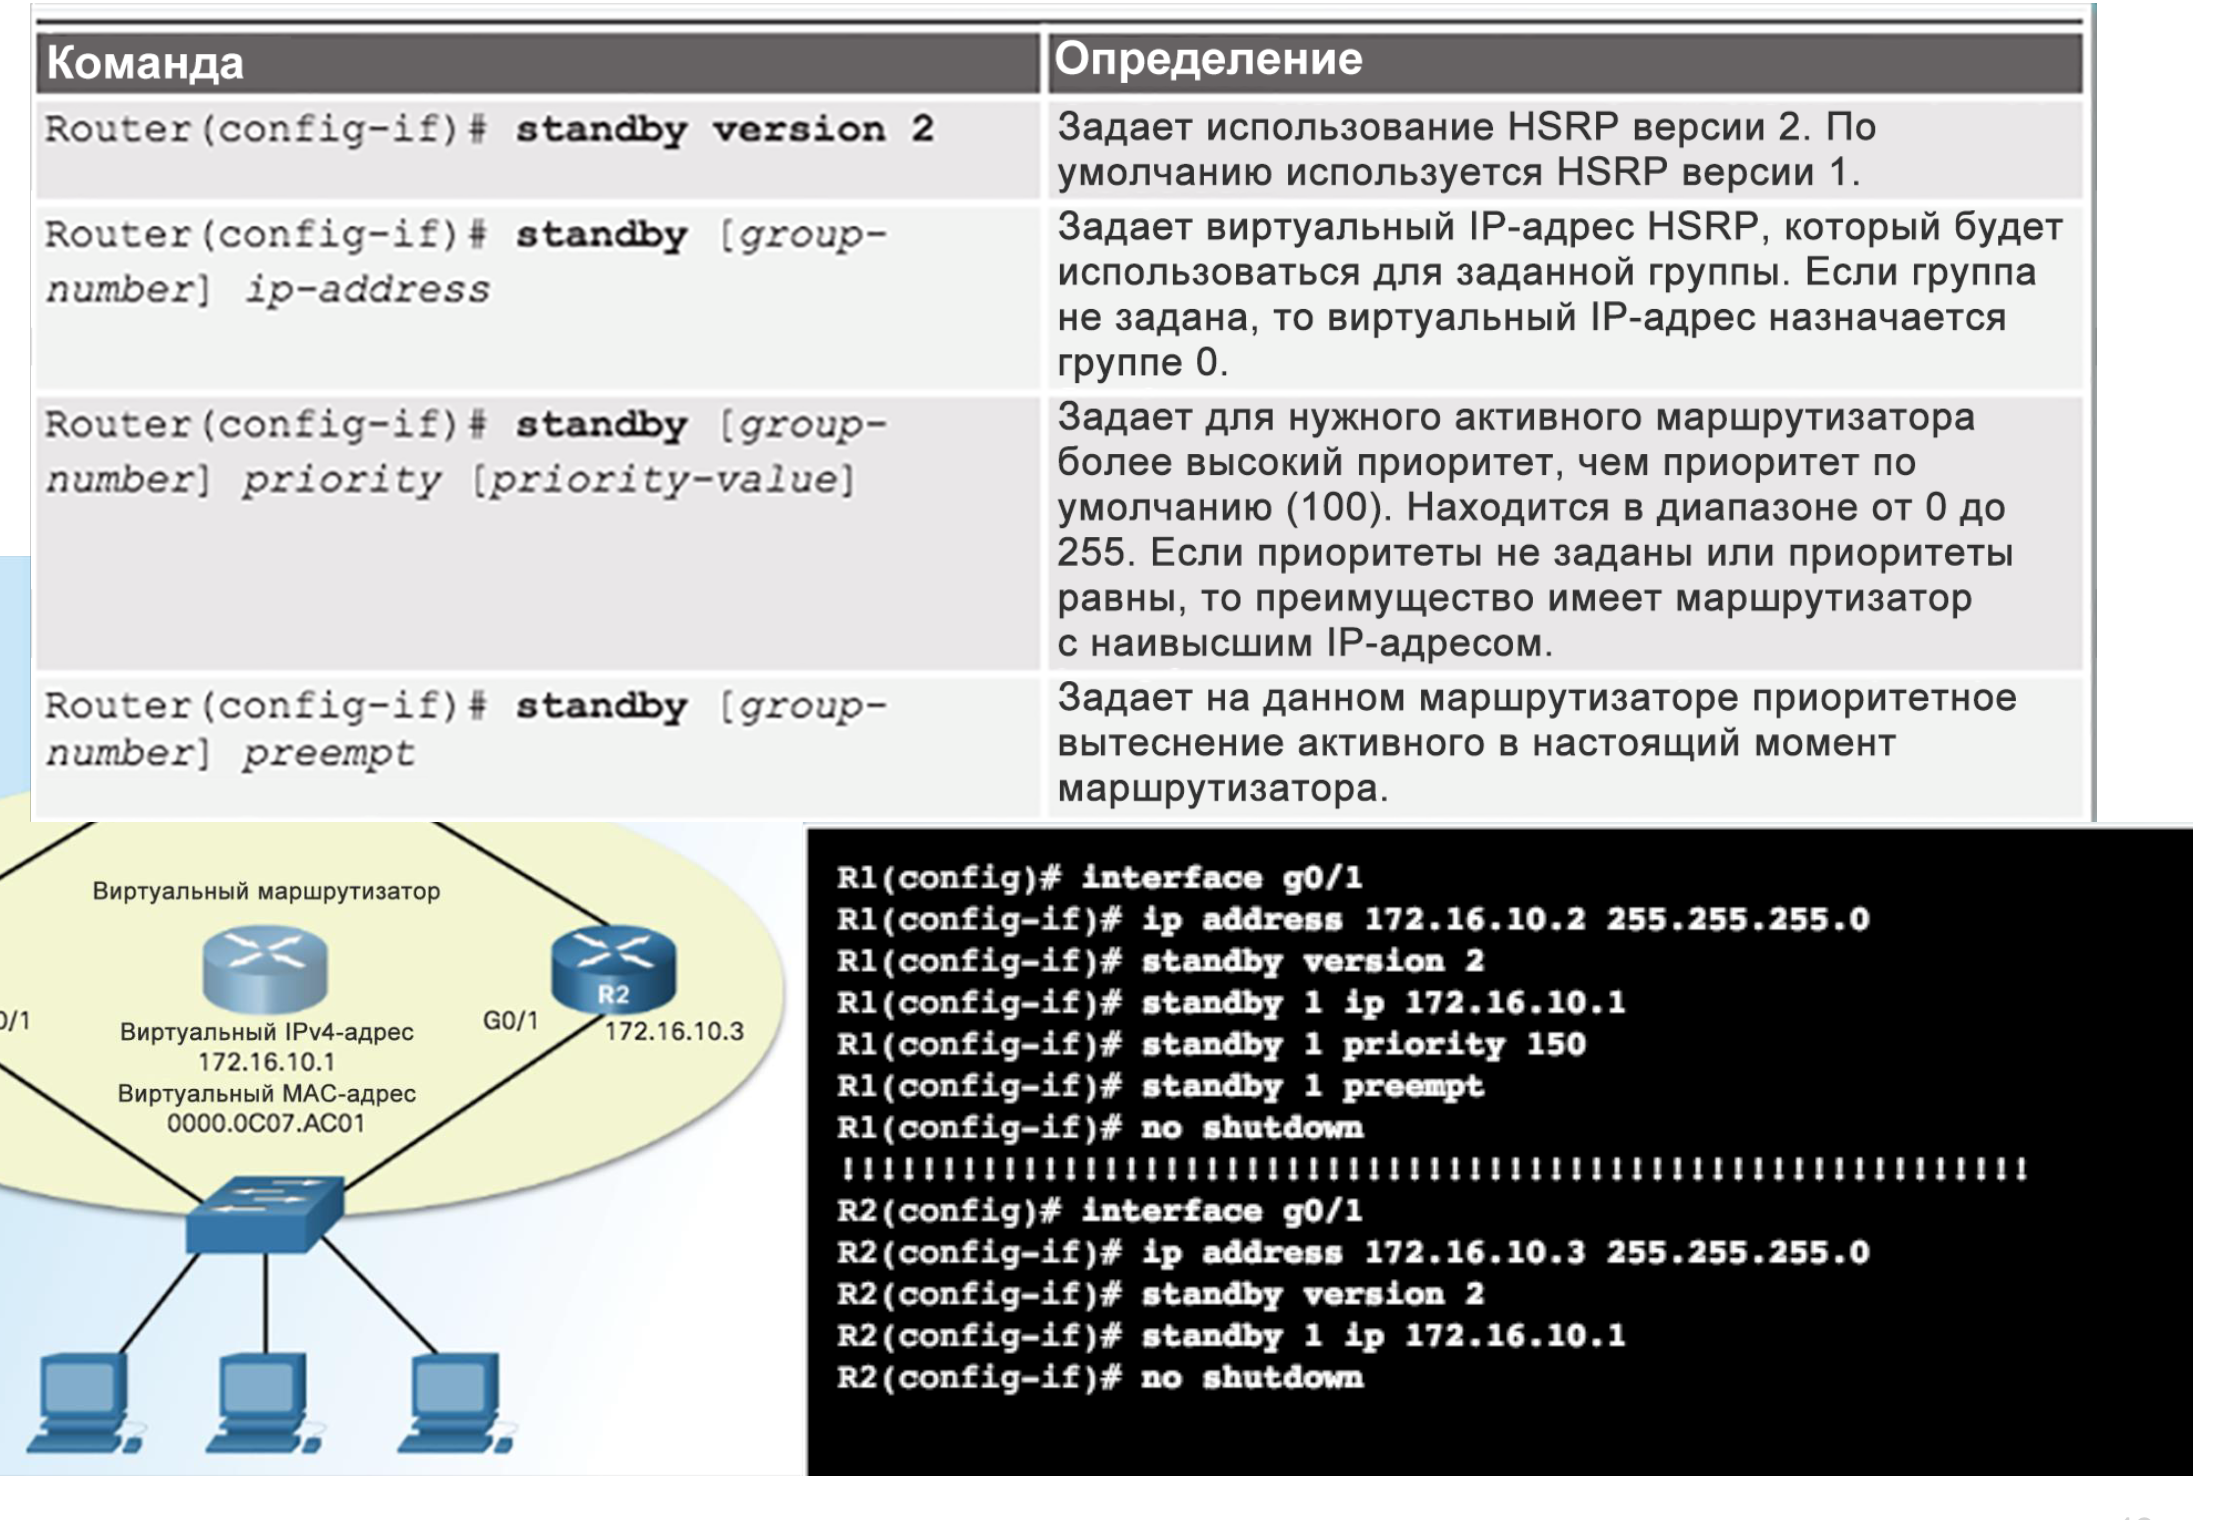 Команда
Определение
Router(config-if)# standby version 2
Задает использование HSRP версии 2. По
умолчанию используется HSRP версии 1.
Router(config-if)# standby [group-
number] ip-address
Задает виртуальный IP-адрес HSRP, который будет
использоваться для заданной группы. Если группа
не задана, то виртуальный IP-адрес назначается
группе 0.
Router(config-if)# standby [group-
number] priority [priority-value]
Задает для нужного активного маршрутизатора
более высокий приоритет, чем приоритет по
умолчанию (100). Находится в диапазоне от 0 до
255. Если приоритеты не заданы или приоритеты
равны, то преимущество имеет маршрутизатор
с наивысшим IP-адресом.
Router(config-if)# standby [group-
number] preempt
Задает на данном маршрутизаторе приоритетное
вытеснение активного в настоящий момент
маршрутизатора.
Виртуальный маршрутизатор
R2
0/1
G0/1
172.16.10.3
Виртуальный IPv4-адрес
172.16.10.1
Виртуальный MAC-адрес
0000.0C07.AC01
R1(config)# interface g0/1
R1(config-if)# ip address 172.16.10.2 255.255.255.0
R1(config-if)# standby version 2
R1(config-if)# standby 1 ip 172.16.10.1
R1(config-if)# standby 1 priority 150
R1(config-if)# standby 1 preempt
R1(config-if)# no shutdown
!!!!!!!!!!!!!!!!!!!!!!!!!!!!!!!!!!!!!!!!!!!!!!!!!!!!!!!!!!!
R2(config)# interface g0/1
R2(config-if)# ip address 172.16.10.3 255.255.255.0
R2(config-if)# standby version 2
R2(config-if)# standby 1 ip 172.16.10.1
R2(config-if)# no shutdown